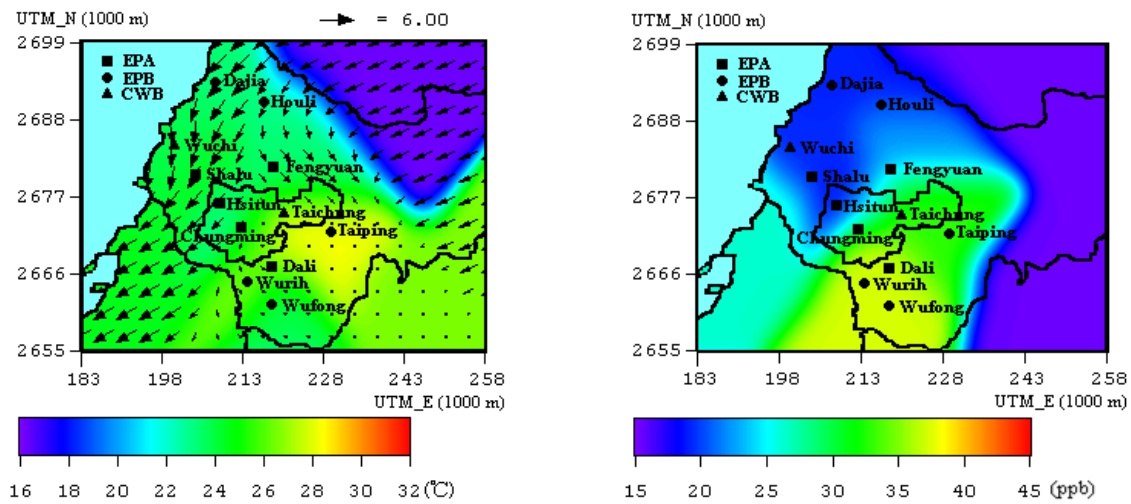 UTM_N (1000 m) = 6.00
2699
2688
2677
2666
2655
EPA
EPB
CWB
Dajia
Houli
Wuchi
Shalu
Fengyuan
Hsitun
Taichung
Chungming
Taiping
Dali
Wurih
Wufong
183 198 213 228 243 258
UTM_E (1000 m)
16 18 20 22 24 26 28 30 32 (℃)
UTM_N (1000 m)
2699
2688
2677
2666
2655
EPA
EPB
CWB
Dajia
Houli
Wuchi
Shalu
Fengyuan
Hsitun
Taichung
Chungming
Taiping
Dali
Wurih
Wufong
183 198 213 228 243 258
UTM_E (1000 m)
15 20 25 30 35 40 45 (ppb)